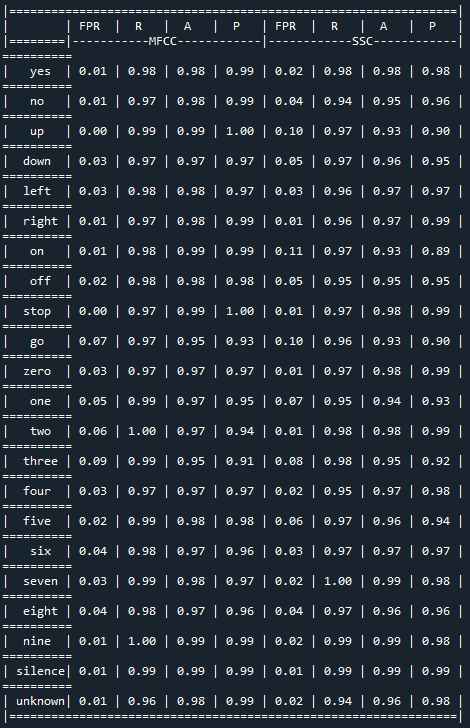 |============================================================|
|        | FPR  |  R   |  A   |  P   | FPR  |  R   |  A   |  P   |
|========|-----------MFCC------------|------------SSC------------|
==========
|   yes  | 0.01 | 0.98 | 0.98 | 0.99 | 0.02 | 0.98 | 0.98 | 0.98 |
==========
|   no   | 0.01 | 0.97 | 0.98 | 0.99 | 0.04 | 0.94 | 0.95 | 0.96 |
==========
|   up   | 0.00 | 0.99 | 0.99 | 1.00 | 0.10 | 0.97 | 0.93 | 0.90 |
==========
|  down  | 0.03 | 0.97 | 0.97 | 0.97 | 0.05 | 0.97 | 0.96 | 0.95 |
==========
|  left  | 0.03 | 0.98 | 0.98 | 0.97 | 0.03 | 0.96 | 0.97 | 0.97 |
==========
|  right | 0.01 | 0.97 | 0.98 | 0.99 | 0.01 | 0.96 | 0.97 | 0.99 |
==========
|   on   | 0.01 | 0.98 | 0.99 | 0.99 | 0.11 | 0.97 | 0.93 | 0.89 |
==========
|   off  | 0.02 | 0.98 | 0.98 | 0.98 | 0.05 | 0.95 | 0.95 | 0.95 |
==========
|  stop  | 0.00 | 0.97 | 0.99 | 1.00 | 0.01 | 0.97 | 0.98 | 0.99 |
==========
|   go   | 0.07 | 0.97 | 0.95 | 0.93 | 0.10 | 0.96 | 0.93 | 0.90 |
==========
|  zero  | 0.03 | 0.97 | 0.97 | 0.97 | 0.01 | 0.97 | 0.98 | 0.99 |
==========
|   one  | 0.05 | 0.99 | 0.97 | 0.95 | 0.07 | 0.95 | 0.94 | 0.93 |
==========
|   two  | 0.06 | 1.00 | 0.97 | 0.94 | 0.01 | 0.98 | 0.98 | 0.99 |
==========
|  three | 0.09 | 0.99 | 0.95 | 0.91 | 0.08 | 0.98 | 0.95 | 0.92 |
==========
|  four  | 0.03 | 0.97 | 0.97 | 0.97 | 0.02 | 0.95 | 0.97 | 0.98 |
==========
|  five  | 0.02 | 0.99 | 0.98 | 0.98 | 0.06 | 0.97 | 0.96 | 0.94 |
==========
|   six  | 0.04 | 0.98 | 0.97 | 0.96 | 0.03 | 0.97 | 0.97 | 0.97 |
==========
|  seven | 0.03 | 0.99 | 0.98 | 0.97 | 0.02 | 1.00 | 0.99 | 0.98 |
==========
|  eight | 0.04 | 0.98 | 0.97 | 0.96 | 0.04 | 0.97 | 0.96 | 0.96 |
==========
|  nine  | 0.01 | 1.00 | 0.99 | 0.99 | 0.02 | 0.99 | 0.99 | 0.98 |
==========
| silence| 0.01 | 0.99 | 0.99 | 0.99 | 0.01 | 0.99 | 0.99 | 0.99 |
==========
| unknown| 0.01 | 0.96 | 0.98 | 0.99 | 0.02 | 0.94 | 0.96 | 0.98 |
|============================================================|